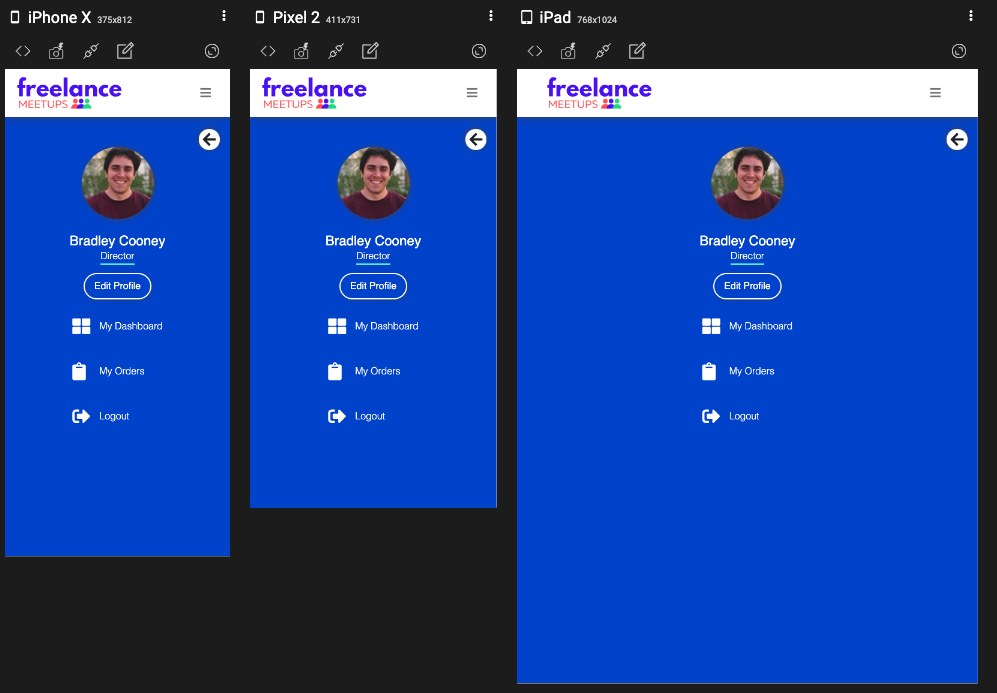 iPhone X 375x812
freelance
MEETUPS
Bradley Cooney
Director
Edit Profile
My Dashboard
My Orders
Logout
Pixel 2 411x731
freelance
MEETUPS
Bradley Cooney
Director
Edit Profile
My Dashboard
My Orders
Logout
iPad 768x1024
freelance
MEETUPS
Bradley Cooney
Director
Edit Profile
My Dashboard
My Orders
Logout